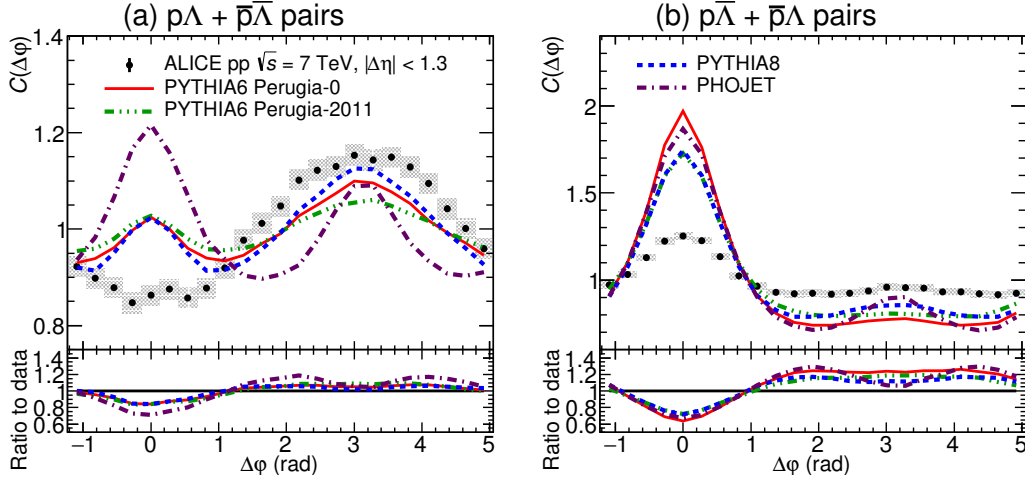 (a) pΛ + p̅Λ̅ pairs
C(Δφ)
1.4
1.2
1
0.8
ALICE pp √s = 7 TeV, |Δη| < 1.3
PYTHIA6 Perugia-0
PYTHIA6 Perugia-2011
Ratio to data
1.4
1.2
1
0.8
0.6
−1 0 1 2 3 4 5
Δφ (rad)
(b) pΛ̅ + p̅Λ pairs
C(Δφ)
2
1.5
1
PYTHIA8
PHOJET
Ratio to data
1.4
1.2
1
0.8
0.6
−1 0 1 2 3 4 5
Δφ (rad)